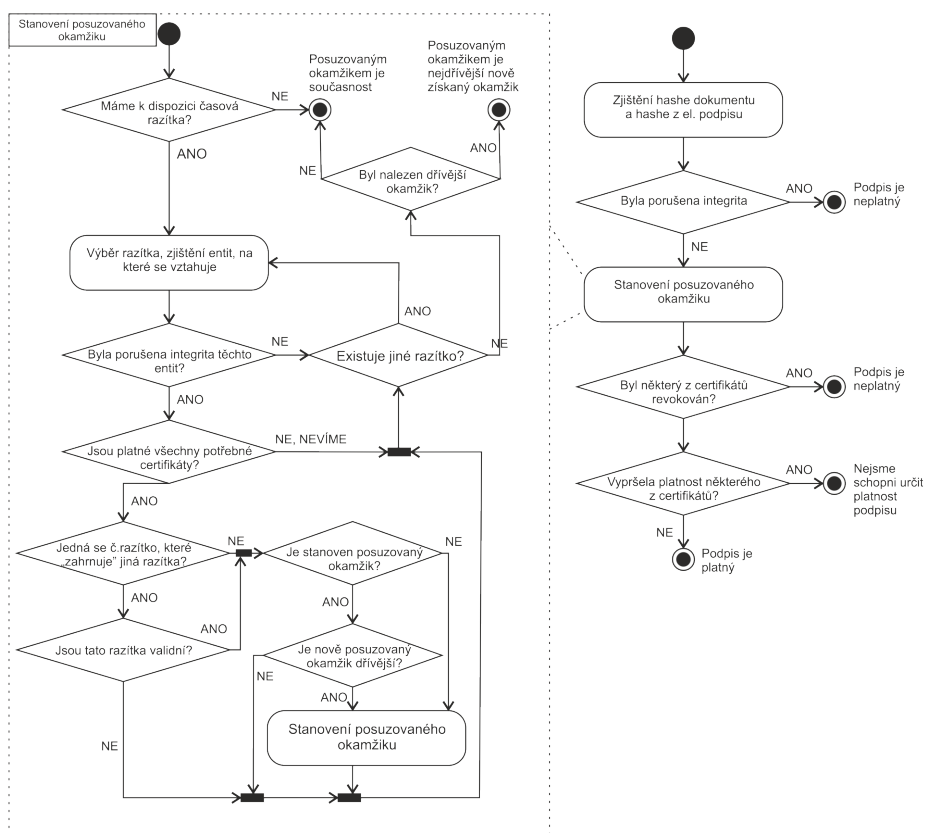 Stanovení posuzovaného
okamžiku
Máme k dispozici časová
razítka?
NE
ANO
Posuzovaným
okamžikem je
současnost
Posuzovaným
okamžikem je
nejdřívější nově
získaný okamžik
NE
Byl nalezen dřívější
okamžik?
ANO
Výběr razítka, zjištění entit, na
které se vztahuje
Byla porušena integrita těchto
entit?
NE
ANO
Existuje jiné razítko?
ANO
NE
Jsou platné všechny potřebné
certifikáty?
NE, NEVÍME
ANO
Jedná se č.razítko, které
„zahrnuje” jiná razítka?
NE
ANO
Jsou tato razítka validní?
ANO
NE
Je stanoven posuzovaný
okamžik?
NE
ANO
Je nově posuzovaný
okamžik dřívější?
NE
ANO
Stanovení posuzovaného
okamžiku
Zjištění hashe dokumentu
a hashe z el. podpisu
Byla porušena integrita
ANO
Podpis je
neplatný
NE
Stanovení posuzovaného
okamžiku
Byl některý z certifikátů
revokován?
ANO
Podpis je
neplatný
Vypršela platnost některého
z certifikátů?
ANO
Nejsme
schopni určit
platnost
podpisu
NE
Podpis je
platný